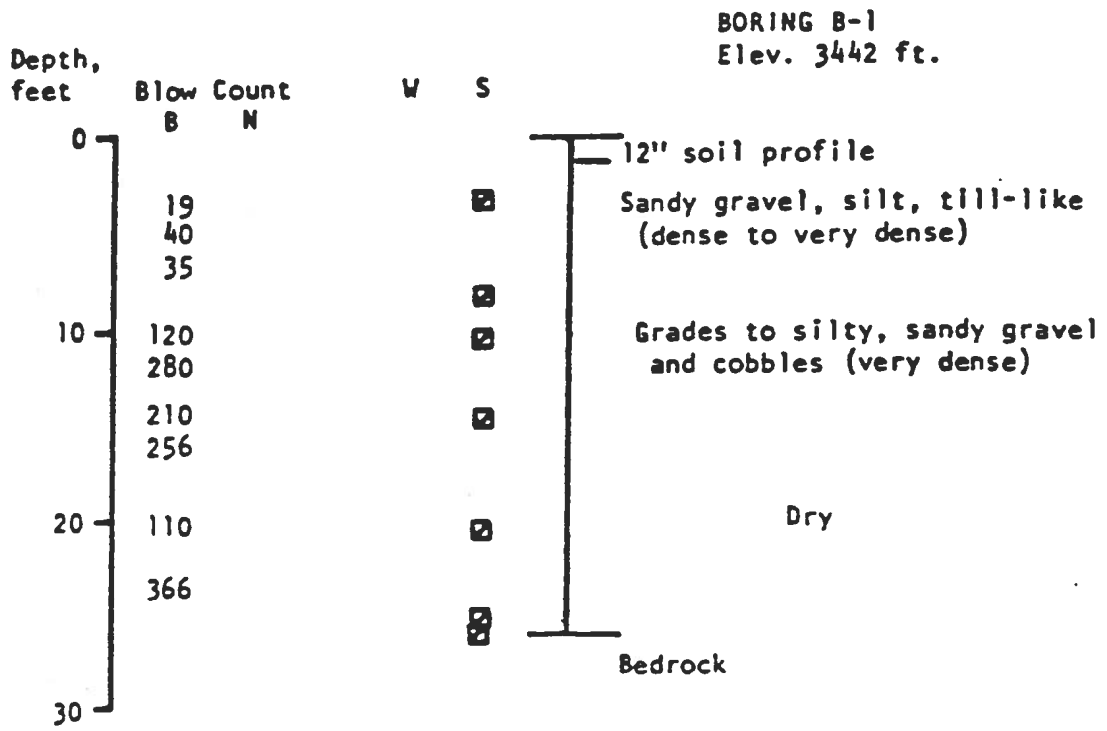 BORING B-1
Elev. 3442 ft.
Depth,
feet Blow Count W S
B N
0
12" soil profile
19 Sandy gravel, silt, till-like
40 (dense to very dense)
35
10 120 Grades to silty, sandy gravel
280 and cobbles (very dense)
210
256
20 110 Dry
366
Bedrock
30